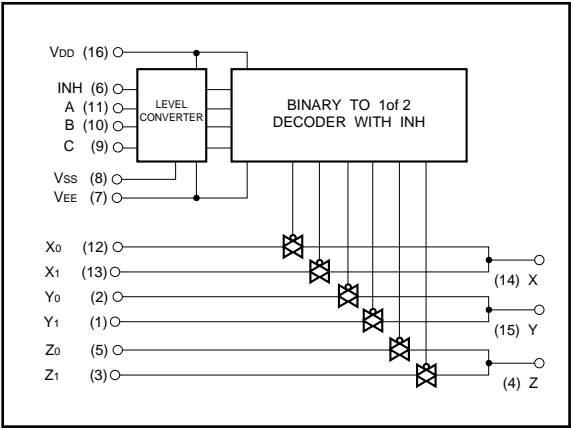 VDD (16)
INH (6)
A (11)
B (10)
C (9)
LEVEL
CONVERTER
BINARY TO 1of 2
DECODER WITH INH
VSS (8)
VEE (7)
X0 (12)
X1 (13)
(14) X
Y0 (2)
Y1 (1)
(15) Y
Z0 (5)
Z1 (3)
(4) Z